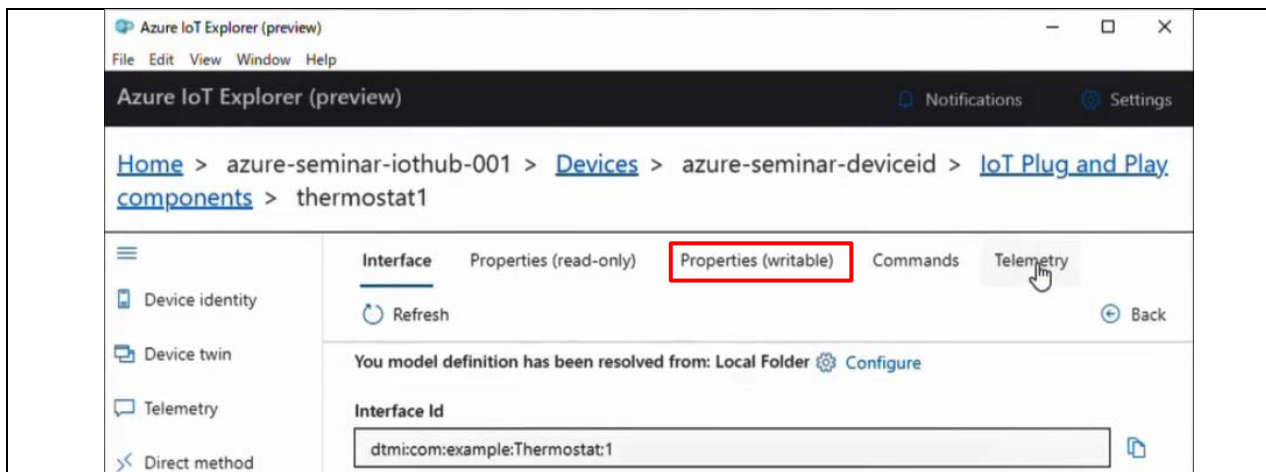 Azure IoT Explorer (preview)
File Edit View Window Help
Azure IoT Explorer (preview) Notifications Settings
Home > azure-seminar-iothub-001 > Devices > azure-seminar-deviceid > IoT Plug and Play
components > thermostat1
Interface Properties (read-only) Properties (writable) Commands Telemetry
Device identity
Refresh Back
Device twin
You model definition has been resolved from: Local Folder Configure
Telemetry
Interface Id
dtmi:com:example:Thermostat;1
Direct method